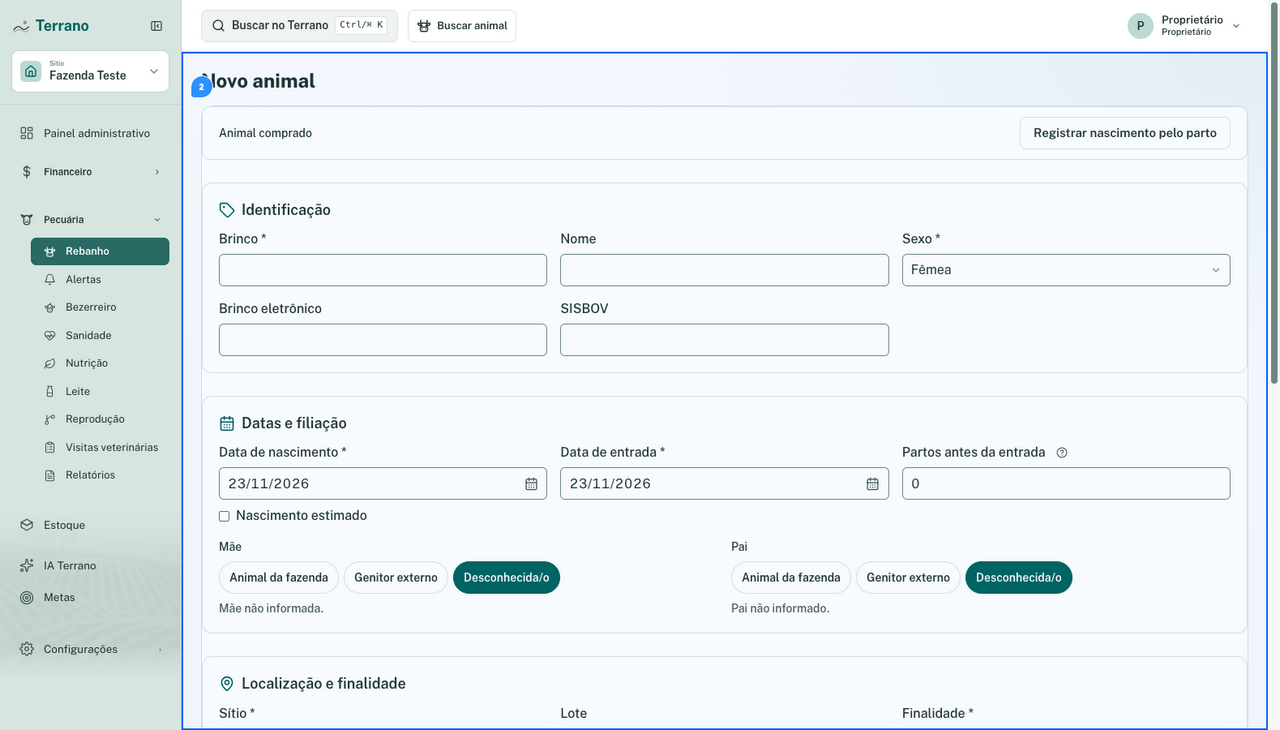 Terrano
Sítio
Fazenda Teste
Painel administrativo
Financeiro
Pecuária
Rebanho
Alertas
Bezerreiro
Sanidade
Nutrição
Leite
Reprodução
Visitas veterinárias
Relatórios
Estoque
IA Terrano
Metas
Configurações
Buscar no Terrano Ctrl/⌘ K
Buscar animal
P
Proprietário
Proprietário
2
Novo animal
Animal comprado
Registrar nascimento pelo parto
Identificação
Brinco * Nome Sexo *
Fêmea
Brinco eletrônico SISBOV
Datas e filiação
Data de nascimento * Data de entrada * Partos antes da entrada ?
23/11/2026 23/11/2026 0
Nascimento estimado
Mãe Pai
Animal da fazenda Genitor externo Desconhecida/o Animal da fazenda Genitor externo Desconhecida/o
Mãe não informada. Pai não informado.
Localização e finalidade
Sítio * Lote Finalidade *